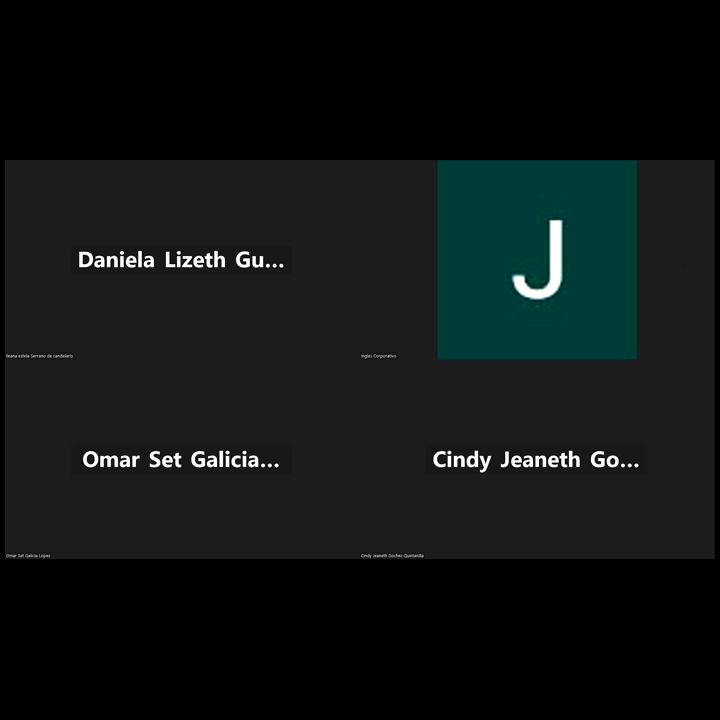 Daniela Lizeth Gu...
J
Ileana estela Serrano de candelario
Ingles Corporativo
Omar Set Galicia...
Cindy Jeaneth Go...
Omar Set Galicia Lopez
Cindy Jeaneth Gochez Quintanilla